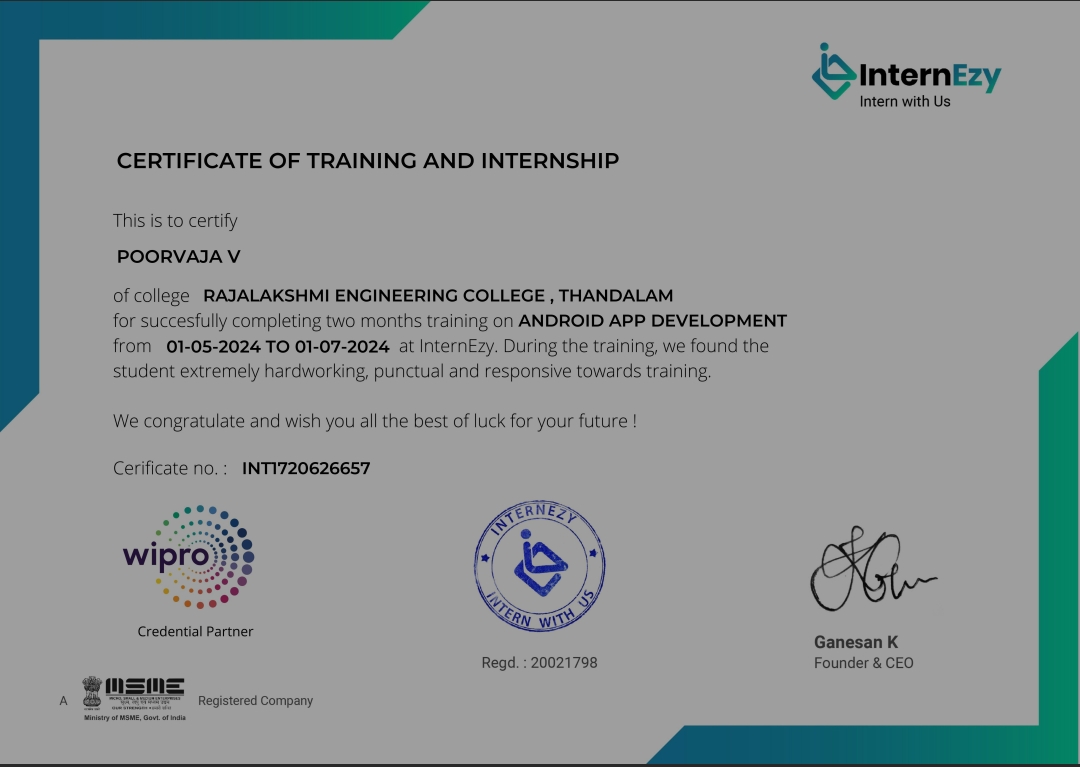 InternEzy
Intern with Us
CERTIFICATE OF TRAINING AND INTERNSHIP
This is to certify
POORVAJA V
of college RAJALAKSHMI ENGINEERING COLLEGE , THANDALAM
for succesfully completing two months training on ANDROID APP DEVELOPMENT
from 01-05-2024 TO 01-07-2024 at InternEzy. During the training, we found the
student extremely hardworking, punctual and responsive towards training.
We congratulate and wish you all the best of luck for your future !
Cerificate no. : INT1720626657
wipro
Credential Partner
INTERNEZY
INTERN WITH US
Regd. : 20021798
Ganesan K
Founder & CEO
A MSME Registered Company
MICRO, SMALL & MEDIUM ENTERPRISES
Ministry of MSME, Govt. of India